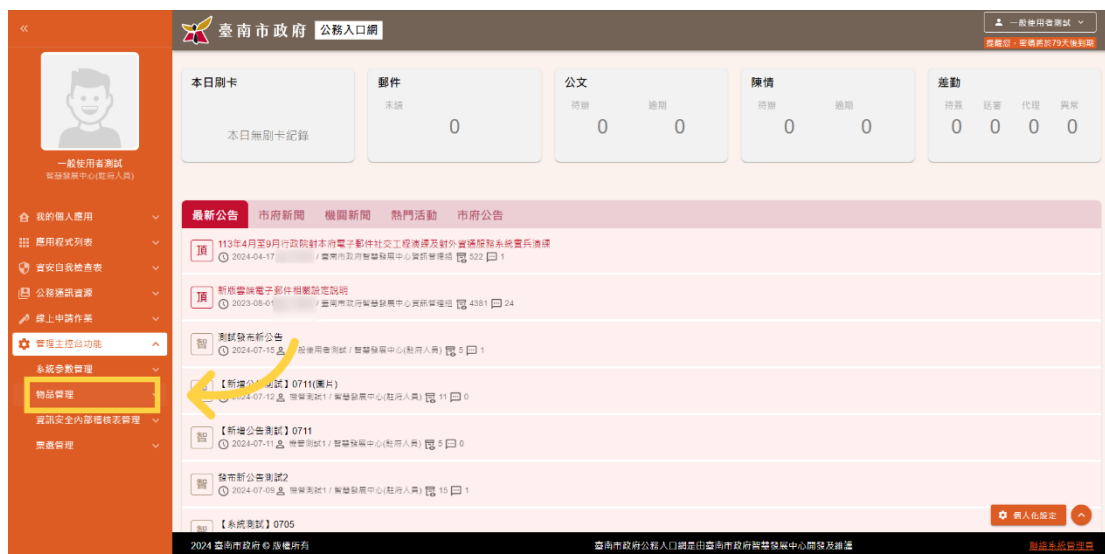 «
臺南市政府 公務入口網
一般使用者測試
提醒您，密碼將於79天後到期
一般使用者測試
智慧發展中心(駐府人員)
我的個人應用
應用程式列表
資安自我檢查表
公務通訊資源
線上申請作業
管理主控台功能
系統參數管理
物品管理
資訊安全內部稽核表管理
票選管理
本日刷卡
本日無刷卡紀錄
郵件
未讀
0
公文
待辦 逾期
0 0
陳情
待辦 逾期
0 0
差勤
待簽 送審 代理 異常
0 0 0 0
最新公告 市府新聞 機關新聞 熱門活動 市府公告
頂 113年4月至9月行政院對本府電子郵件社交工程演練及對外資通服務系統實兵演練
2024-04-17 / 臺南市政府智慧發展中心資訊管理組 522 1
頂 新版雲端電子郵件相關設定說明
2023-08-01 / 臺南市政府智慧發展中心資訊管理組 4381 24
智 測試發布新公告
2024-07-15 一般使用者測試 / 智慧發展中心(駐府人員) 5 1
【新增公告測試】0711(圖片)
2024-07-12 機管測試1 / 智慧發展中心(駐府人員) 11 0
智 【新增公告測試】0711
2024-07-11 機管測試1 / 智慧發展中心(駐府人員) 5 0
智 發布新公告測試2
2024-07-09 機管測試1 / 智慧發展中心(駐府人員) 15 1
智 【系統測試】0705
個人化設定
2024 臺南市政府 © 版權所有
臺南市政府公務入口網是由臺南市政府智慧發展中心開發及維護
聯絡系統管理員